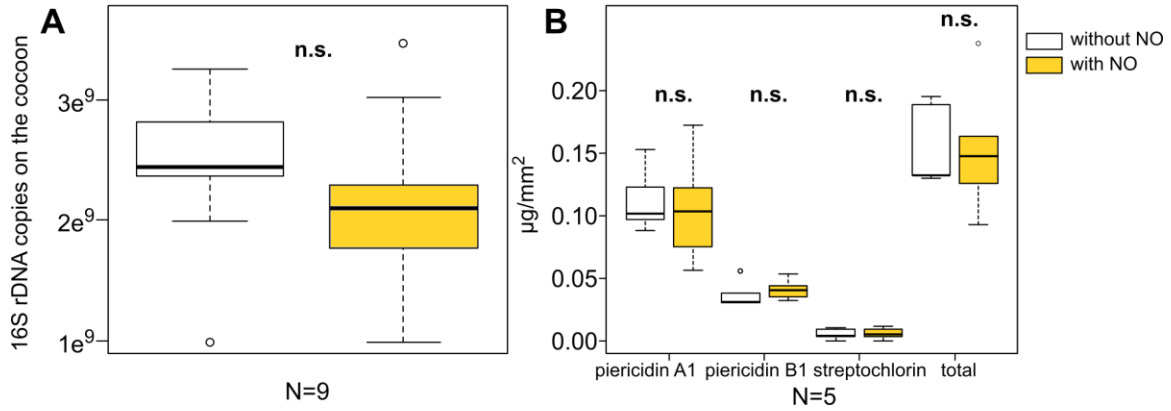 A
16S rDNA copies on the cocoon
3e⁹
2e⁹
1e⁹
n.s.
N=9
B
µg/mm²
0.20
0.15
0.10
0.05
0.00
n.s.
n.s.
n.s.
n.s.
piericidin A1 piericidin B1 streptochlorin total
N=5
without NO
with NO